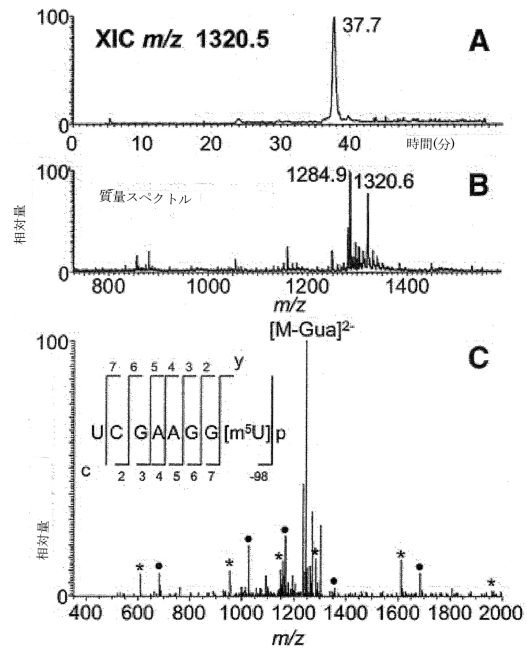 XIC m/z 1320.5
A
37.7
100
0
0 10 20 30 40 時間(分)
相対量
B
100
0
質量スペクトル
1284.9
1320.6
800 1000 1200 1400
m/z
C
[M-Gua]2-
100
0
相対量
7 6 5 4 3 2 y
U C G A A G G [m5U] p
c 2 3 4 5 6 7 -98
* • * • * • * • * • *
400 600 800 1000 1200 1400 1600 1800 2000
m/z